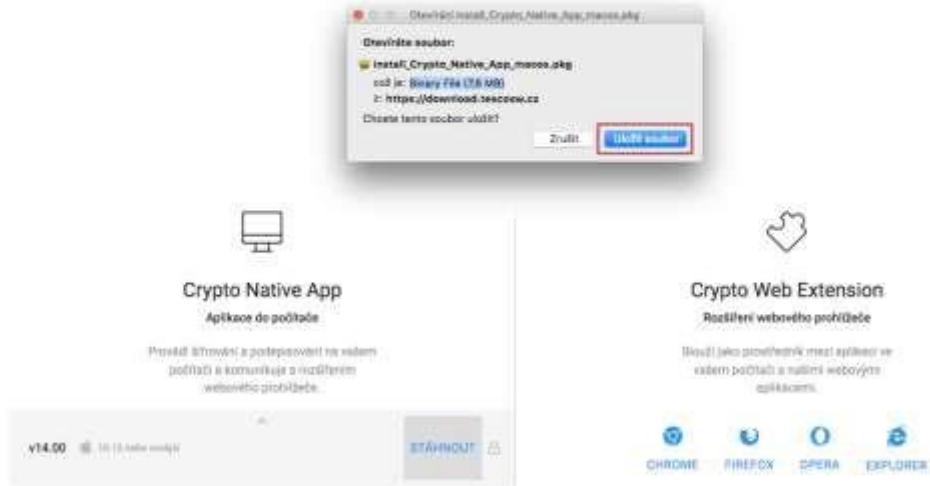 Otevírání install_Crypto_Native_App_macos.pkg
Otevíráte soubor:
install_Crypto_Native_App_macos.pkg
což je: Binary File (7,8 MB)
z: https://download.tescosw.cz
Chcete tento soubor uložit?
Zrušit
Uložit soubor
Crypto Native App
Aplikace do počítače
Provádí šifrování a podepisování na vašem
počítači a komunikuje s rozšířením
webového prohlížeče.
v14.00
nebo novější
STÁHNOUT
Crypto Web Extension
Rozšíření webového prohlížeče
Slouží jako prostředník mezi aplikací ve
vašem počítači a našimi webovými
aplikacemi.
CHROME
FIREFOX
OPERA
EXPLORER